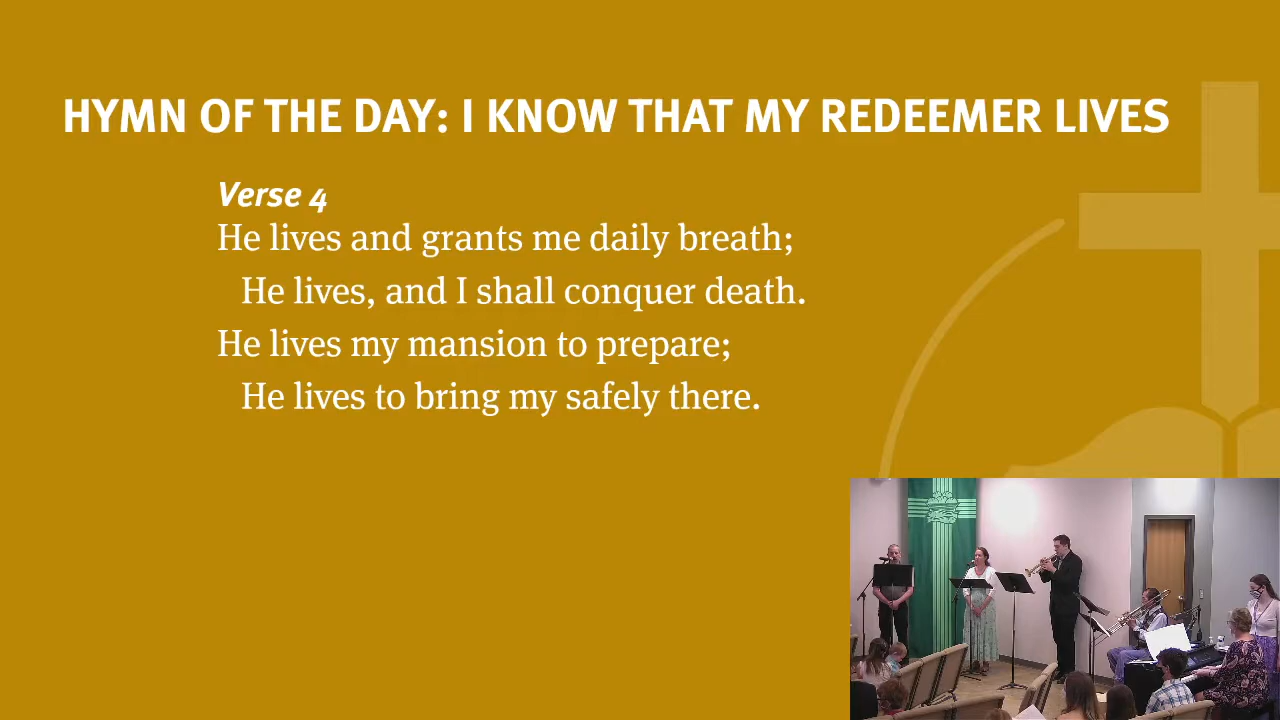 HYMN OF THE DAY: I KNOW THAT MY REDEEMER LIVES
Verse 4
He lives and grants me daily breath;
He lives, and I shall conquer death.
He lives my mansion to prepare;
He lives to bring my safely there.